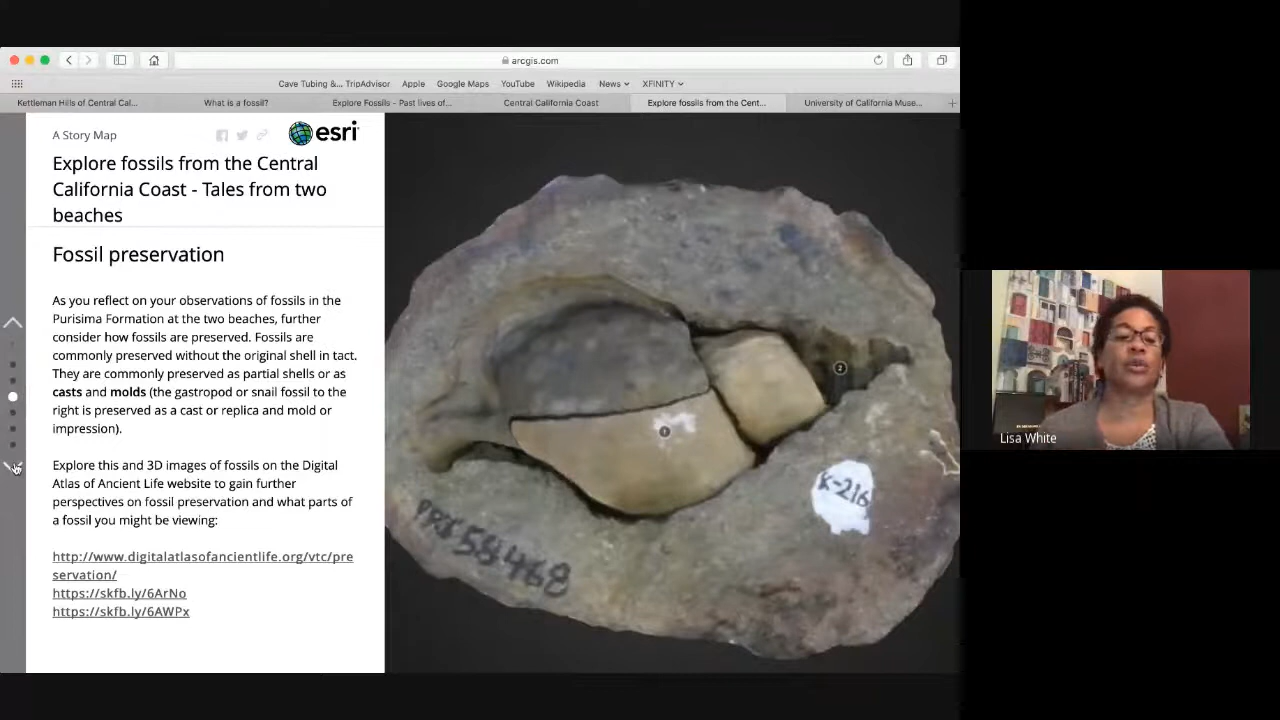 arcgis.com
Cave Tubing &... TripAdvisor Apple Google Maps YouTube Wikipedia News XFINITY
Kettleman Hills of Central Cal... What is a fossil? Explore Fossils - Past lives of... Central California Coast Explore fossils from the Cent... University of California Muse...
A Story Map
esri
Explore fossils from the Central
California Coast - Tales from two
beaches
Fossil preservation
As you reflect on your observations of fossils in the
Purisima Formation at the two beaches, further
consider how fossils are preserved. Fossils are
commonly preserved without the original shell in tact.
They are commonly preserved as partial shells or as
casts and molds (the gastropod or snail fossil to the
right is preserved as a cast or replica and mold or
impression).
Explore this and 3D images of fossils on the Digital
Atlas of Ancient Life website to gain further
perspectives on fossil preservation and what parts of
a fossil you might be viewing:
http://www.digitalatlasofancientlife.org/vtc/pre
servation/
https://skfb.ly/6ArNo
https://skfb.ly/6AWPx
2
1
K-216
PRI 58468
Lisa White